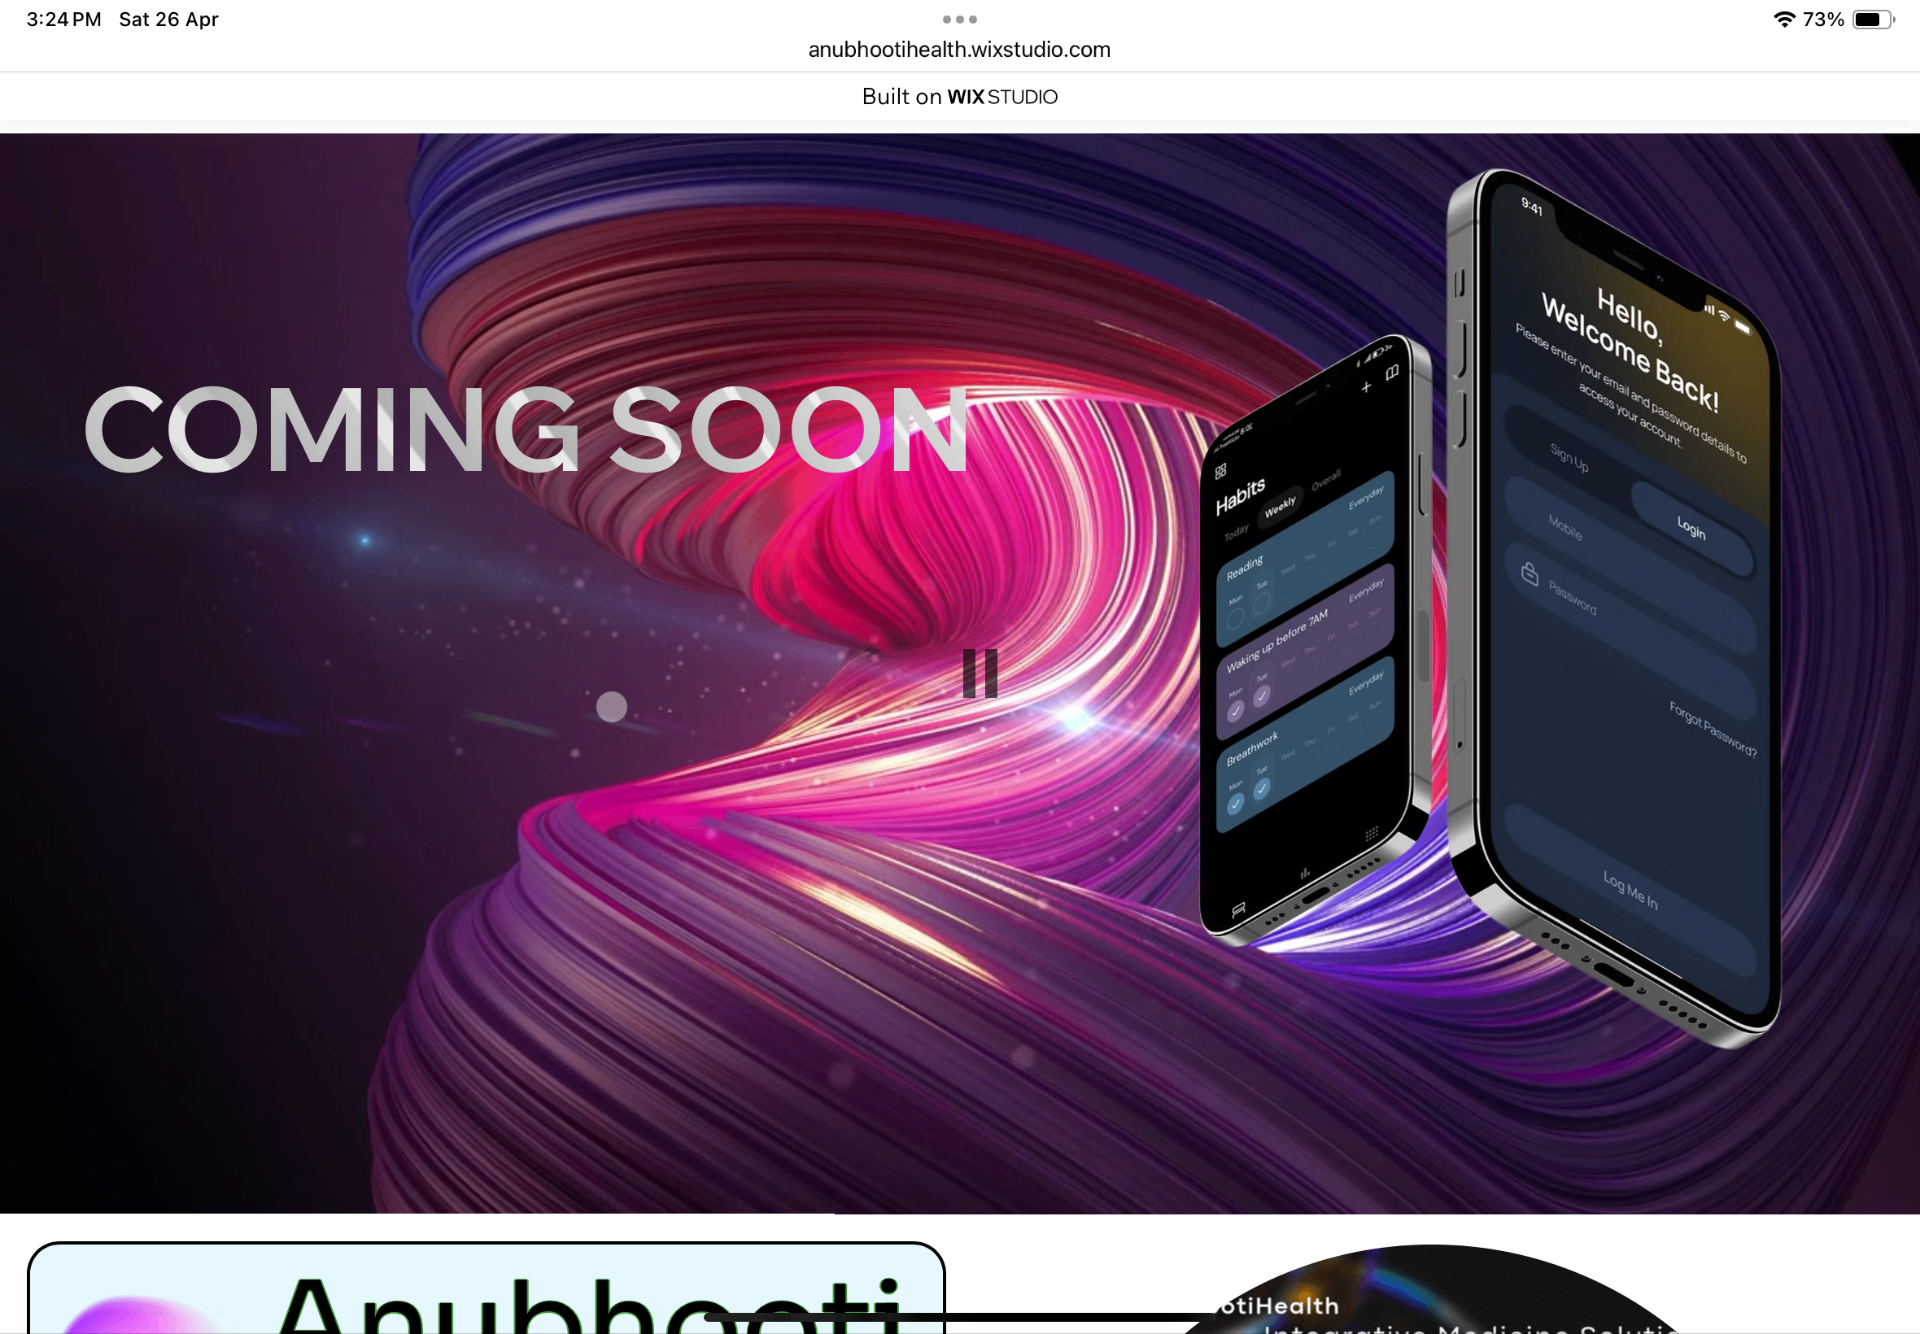 3:24 PM Sat 26 Apr
73%
anubhootihealth.wixstudio.com
Built on WIX STUDIO
COMING SOON
9:41
Hello,
Welcome Back!
Please enter your email and password details to
access your account.
Sign Up
Login
Mobile
Password
Forgot Password?
Log Me In
Habits
Today Weekly Overall
Reading Everyday
Mon Tue Wed Thu Fri Sat Sun
Waking up before 7AM Everyday
Mon Tue Wed Thu Fri Sat Sun
Breathwork Everyday
Mon Tue Wed Thu Fri Sat Sun
Anubhooti
otiHealth
Integrative Medicine Solutio